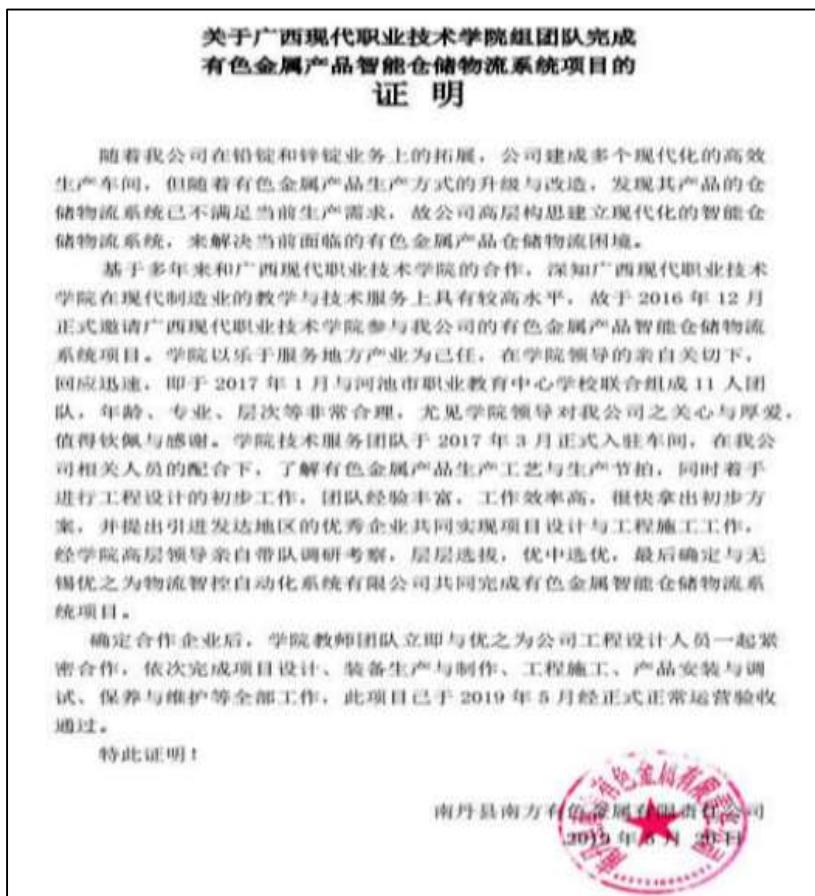 关于广西现代职业技术学院组团队完成
有色金属产品智能仓储物流系统项目的
证 明
随着我公司在铅锭和锌锭业务上的拓展，公司建成多个现代化的高效
生产车间，但随着有色金属产品生产方式的升级与改造，发现其产品的仓
储物流系统已不满足当前生产需求，故公司高层构思建立现代化的智能仓
储物流系统，来解决当前面临的有色金属产品仓储物流困境。
基于多年来和广西现代职业技术学院的合作，深知广西现代职业技术
学院在现代制造业的教学与技术服务上具有较高水平，故于 2016 年 12 月
正式邀请广西现代职业技术学院参与我公司的有色金属产品智能仓储物流
系统项目。学院以乐于服务地方产业为已任，在学院领导的亲自关切下，
回应迅速，即于 2017 年 1 月与河池市职业教育中心学校联合组成 11 人团
队，年龄、专业、层次等非常合理，尤见学院领导对我公司之关心与厚爱，
值得钦佩与感谢。学院技术服务团队于 2017 年 3 月正式入驻车间，在我公
司相关人员的配合下，了解有色金属产品生产工艺与生产节拍，同时着手
进行工程设计的初步工作，团队经验丰富，工作效率高，很快拿出初步方
案，并提出引进发达地区的优秀企业共同实现项目设计与工程施工工作，
经学院高层领导亲自带队调研考察，层层选拔，优中选优，最后确定与无
锡优之为物流智控自动化系统有限公司共同完成有色金属智能仓储物流系
统项目。
确定合作企业后，学院教师团队立即与优之为公司工程设计人员一起紧
密合作，依次完成项目设计、装备生产与制作、工程施工、产品安装与调
试、保养与维护等全部工作，此项目已于 2019 年 5 月经正式正常运营验收
通过。
特此证明！
南丹县南方有色金属有限责任公司
2019 年 月 20 日